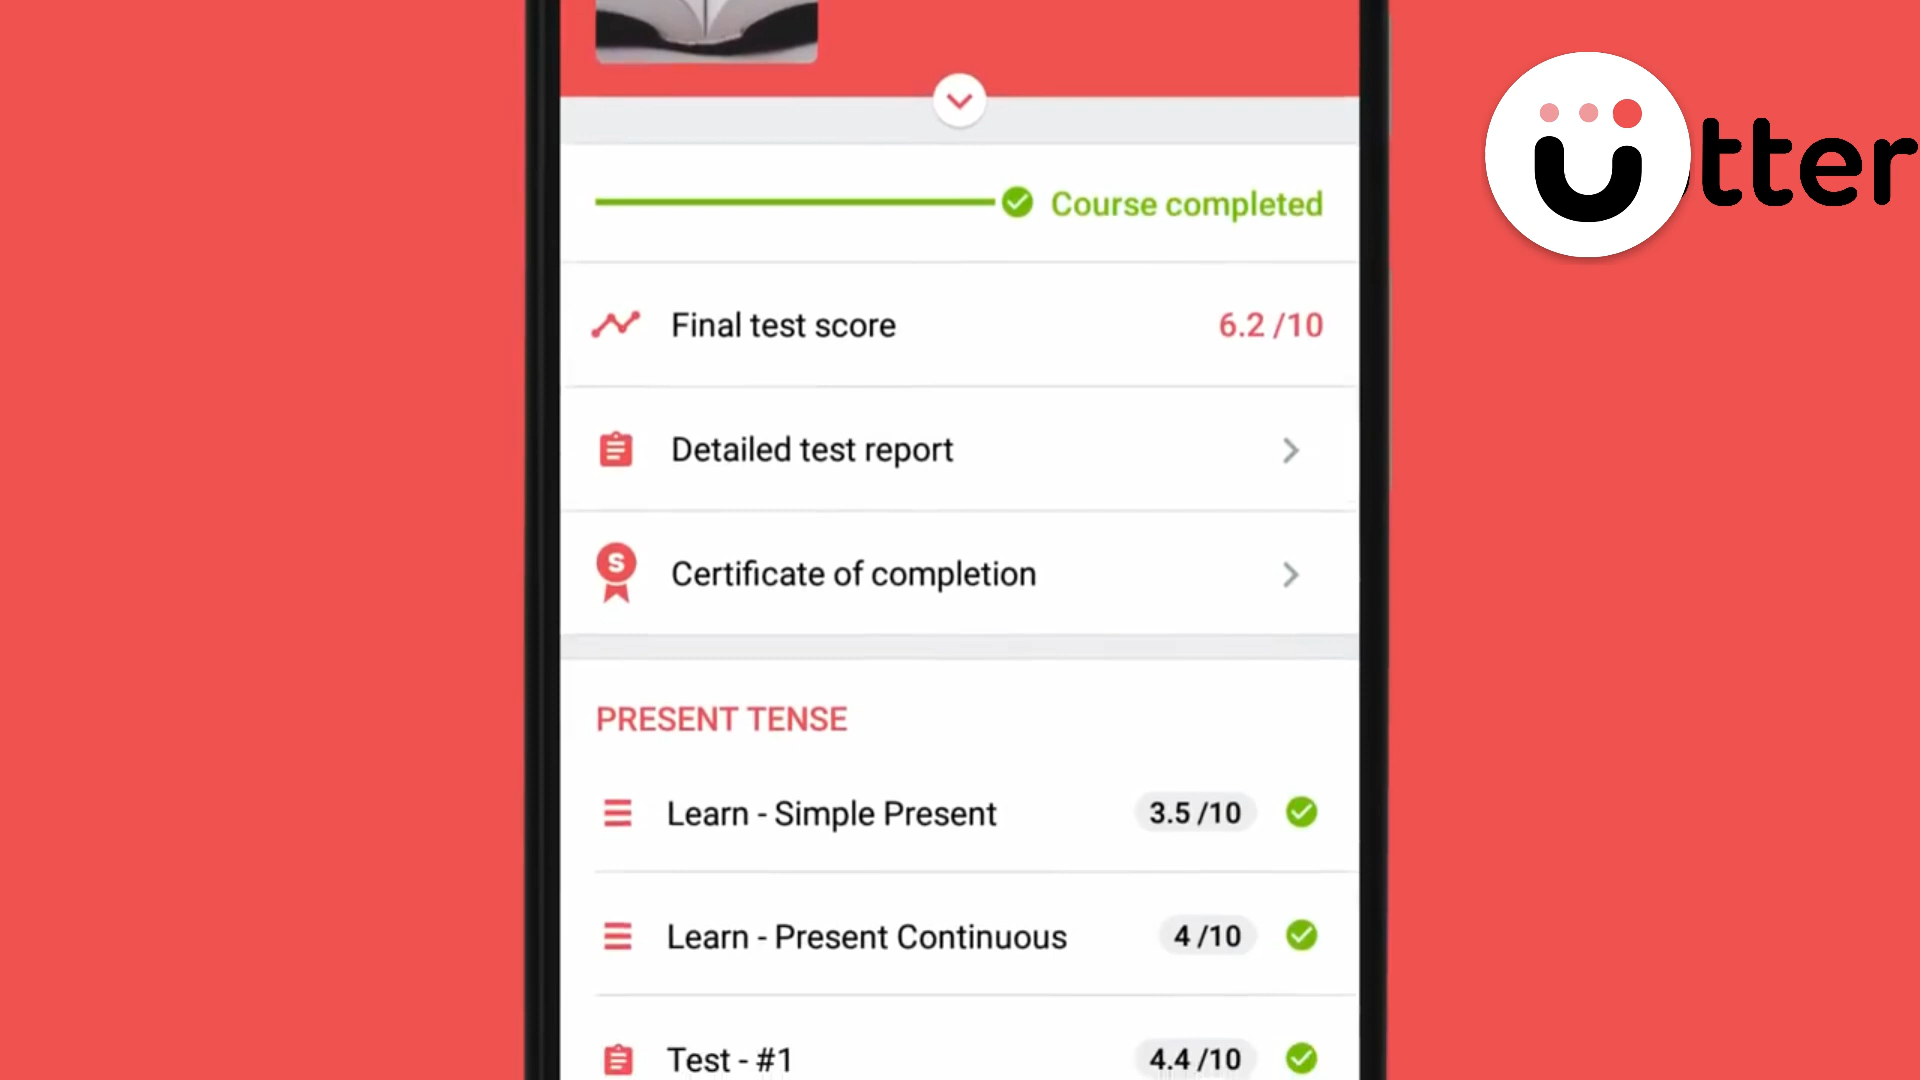 ütter
Course completed
Final test score 6.2 /10
Detailed test report
S
Certificate of completion
PRESENT TENSE
Learn - Simple Present 3.5 /10
Learn - Present Continuous 4 /10
Test - #1 4.4 /10